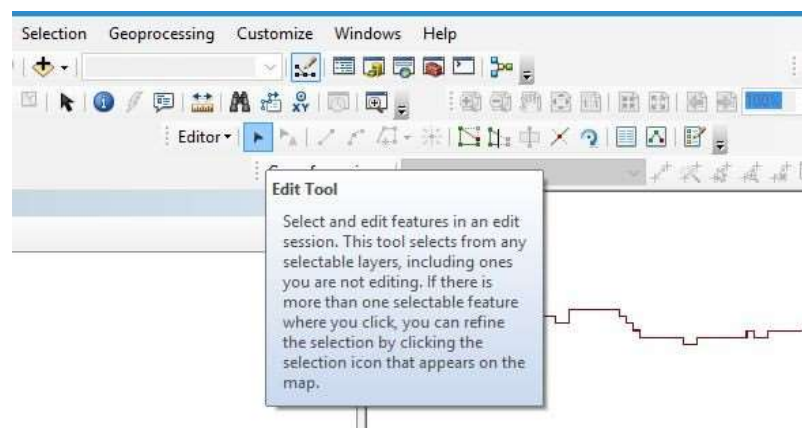 Selection Geoprocessing Customize Windows Help
XY
100%
Editor
Edit Tool
Select and edit features in an edit
session. This tool selects from any
selectable layers, including ones
you are not editing. If there is
more than one selectable feature
where you click, you can refine
the selection by clicking the
selection icon that appears on the
map.